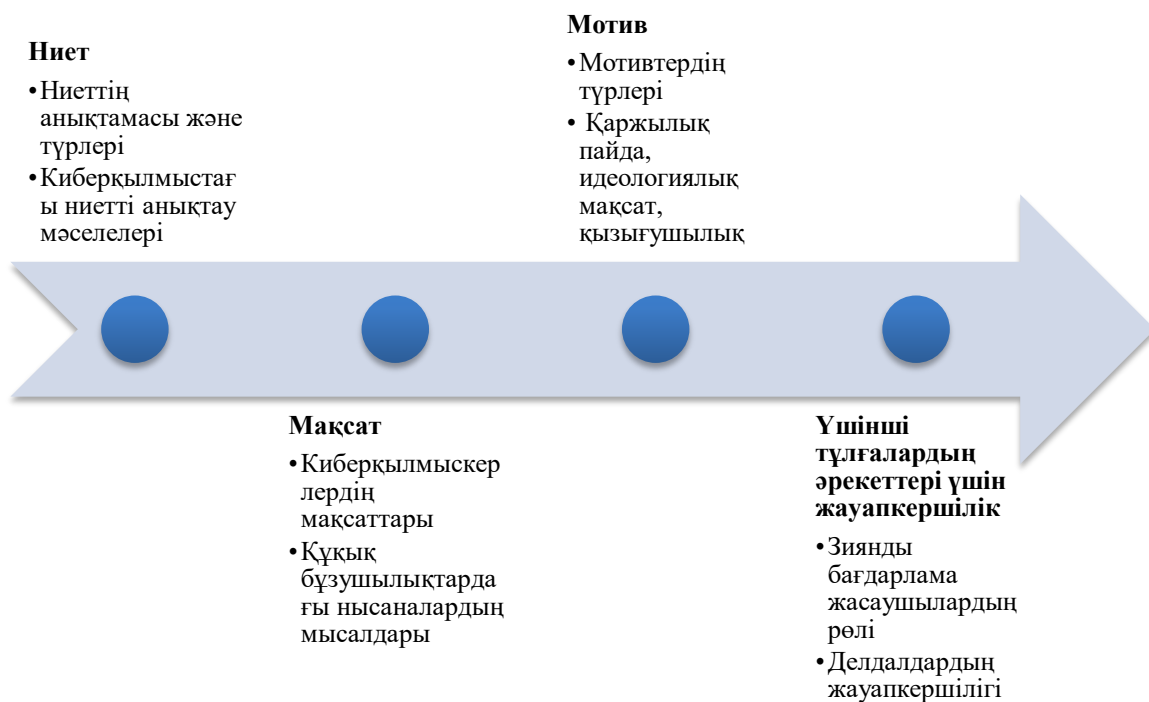 Ниет
•Ниеттің
анықтамасы және
түрлері
•Киберқылмыстағ
ы ниетті анықтау
мәселелері
Мақсат
•Киберқылмыскер
лердің
мақсаттары
•Құқық
бұзушылықтарда
ғы нысаналардың
мысалдары
Мотив
•Мотивтердің
түрлері
• Қаржылық
пайда,
идеологиялық
мақсат,
қызығушылық
Үшінші
тұлғалардың
әрекеттері үшін
жауапкершілік
•Зиянды
бағдарлама
жасаушылардың
рөлі
•Делдалдардың
жауапкершілігі